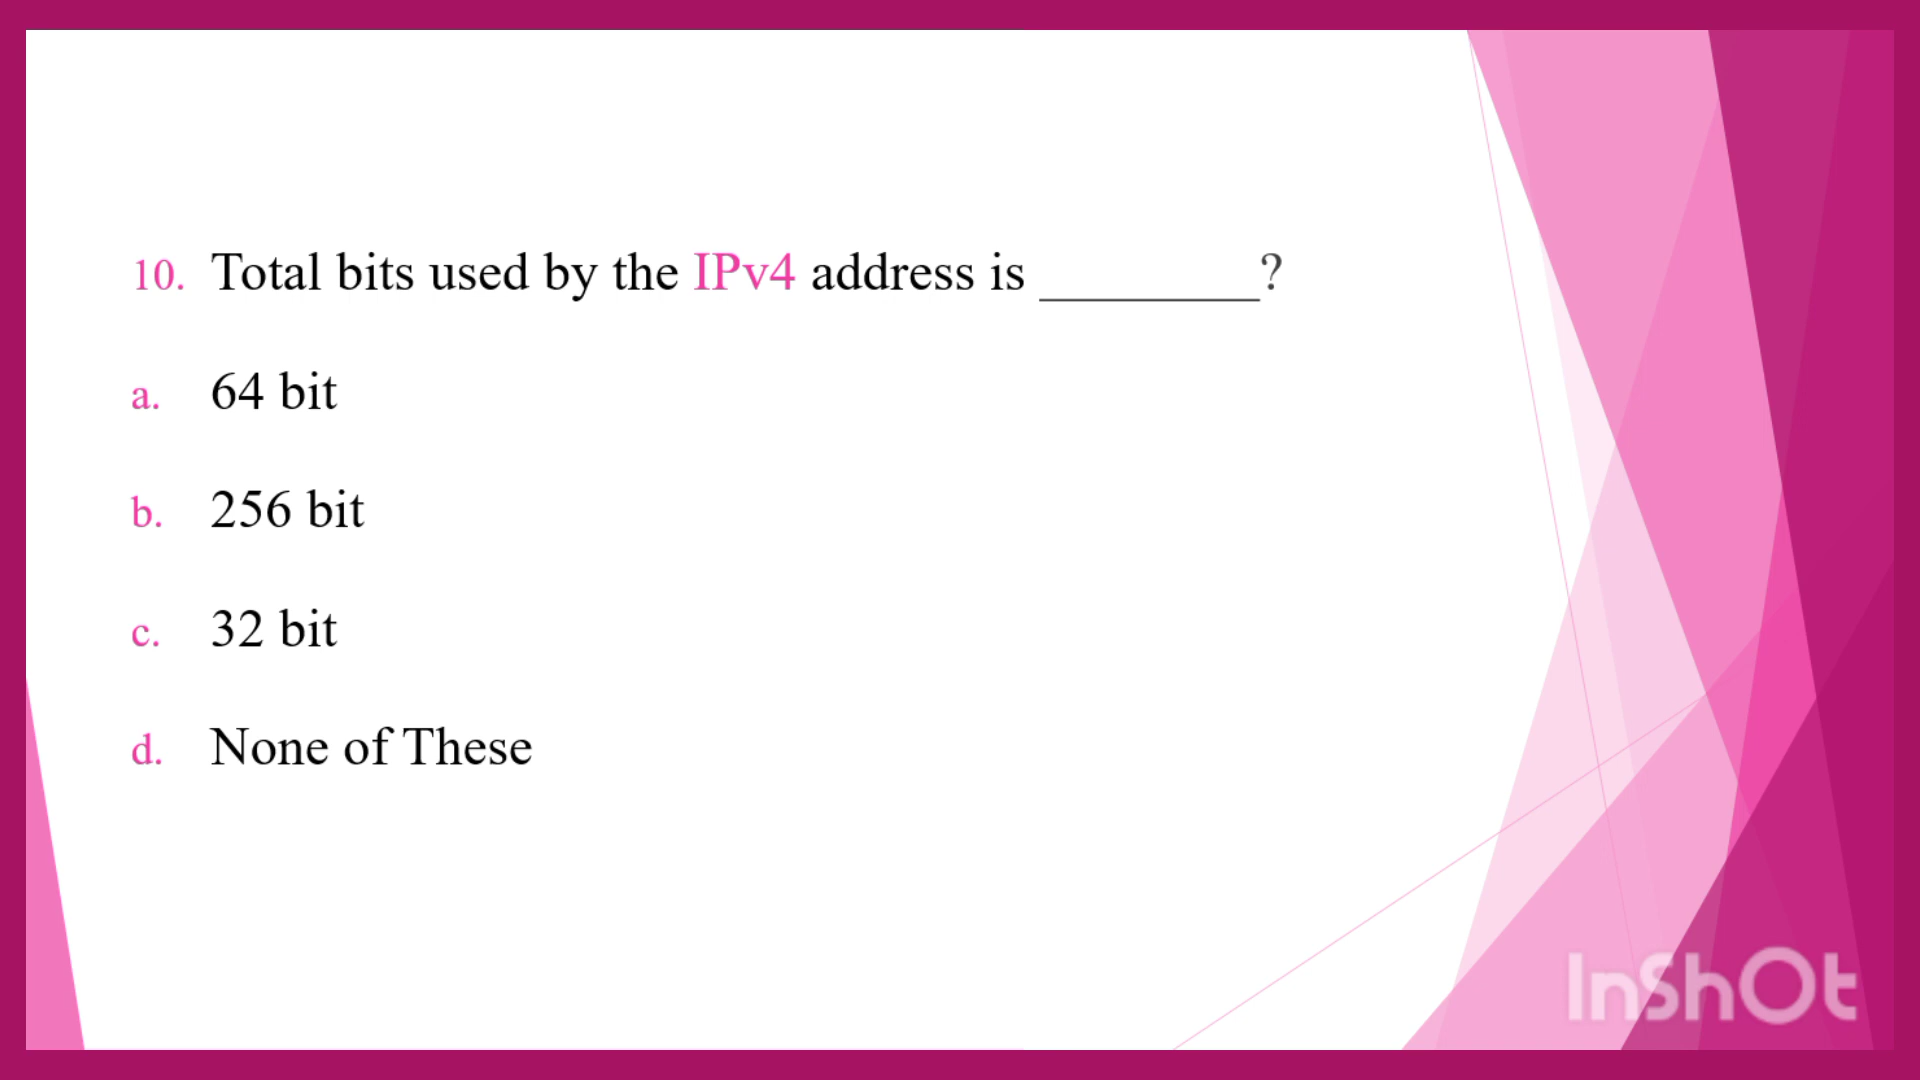 10. Total bits used by the IPv4 address is ________?
a. 64 bit
b. 256 bit
c. 32 bit
d. None of These
InShOt